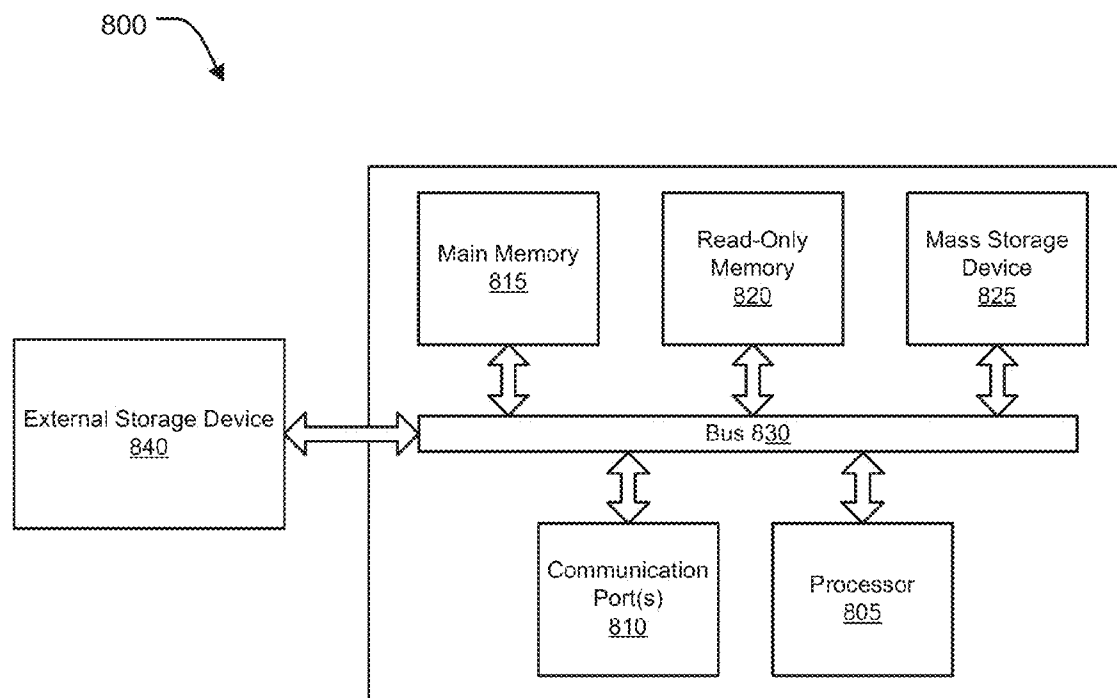 800
Main Memory
815
Read-Only
Memory
820
Mass Storage
Device
825
External Storage Device
840
Bus 830
Communication
Port(s)
810
Processor
805